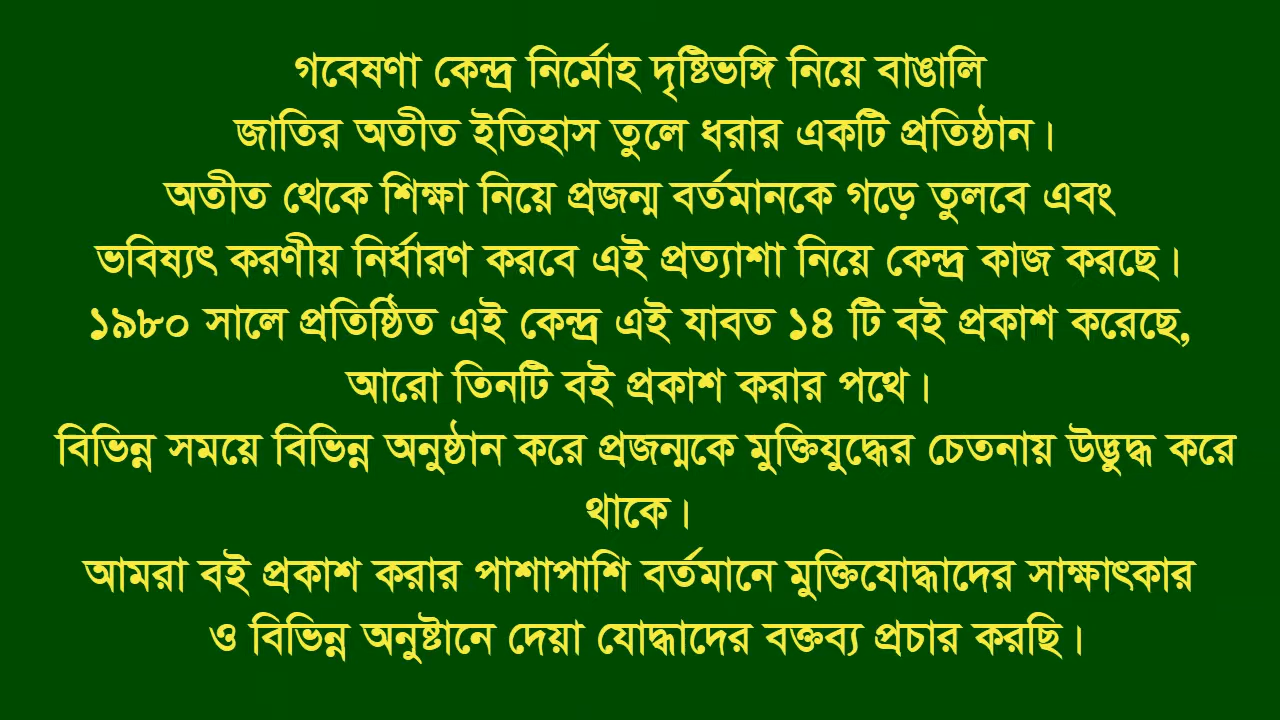 গবেষণা কেন্দ্র নির্মোহ দৃষ্টিভঙ্গি নিয়ে বাঙালি
জাতির অতীত ইতিহাস তুলে ধরার একটি প্রতিষ্ঠান।
অতীত থেকে শিক্ষা নিয়ে প্রজন্ম বর্তমানকে গড়ে তুলবে এবং
ভবিষ্যৎ করণীয় নির্ধারণ করবে এই প্রত্যাশা নিয়ে কেন্দ্র কাজ করছে।
১৯৮০ সালে প্রতিষ্ঠিত এই কেন্দ্র এই যাবত ১৪ টি বই প্রকাশ করেছে,
আরো তিনটি বই প্রকাশ করার পথে।
বিভিন্ন সময়ে বিভিন্ন অনুষ্ঠান করে প্রজন্মকে মুক্তিযুদ্ধের চেতনায় উদ্ভুদ্ধ করে
থাকে।
আমরা বই প্রকাশ করার পাশাপাশি বর্তমানে মুক্তিযোদ্ধাদের সাক্ষাৎকার
ও বিভিন্ন অনুষ্টানে দেয়া যোদ্ধাদের বক্তব্য প্রচার করছি।